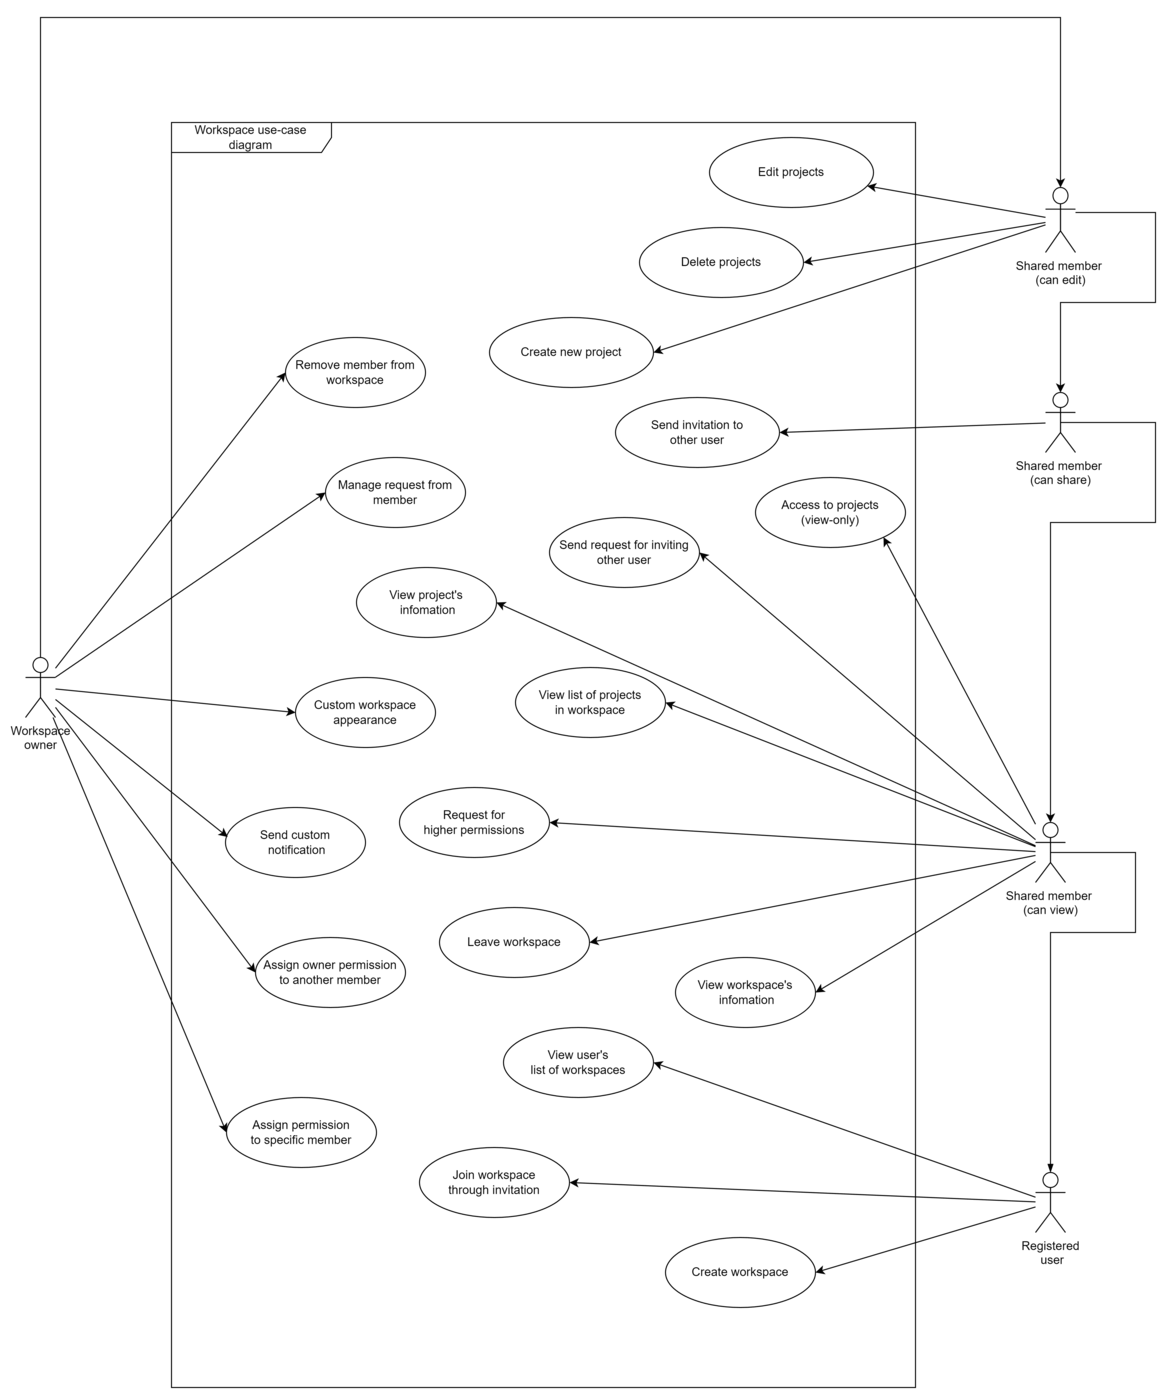 Workspace use-case
diagram
Edit projects
Delete projects
Shared member
(can edit)
Create new project
Remove member from
workspace
Send invitation to
other user
Shared member
(can share)
Manage request from
member
Access to projects
(view-only)
Send request for inviting
other user
View project's
infomation
View list of projects
in workspace
Custom workspace
appearance
Workspace
owner
Request for
higher permissions
Send custom
notification
Shared member
(can view)
Leave workspace
Assign owner permission
to another member
View workspace's
infomation
View user's
list of workspaces
Assign permission
to specific member
Join workspace
through invitation
Registered
user
Create workspace